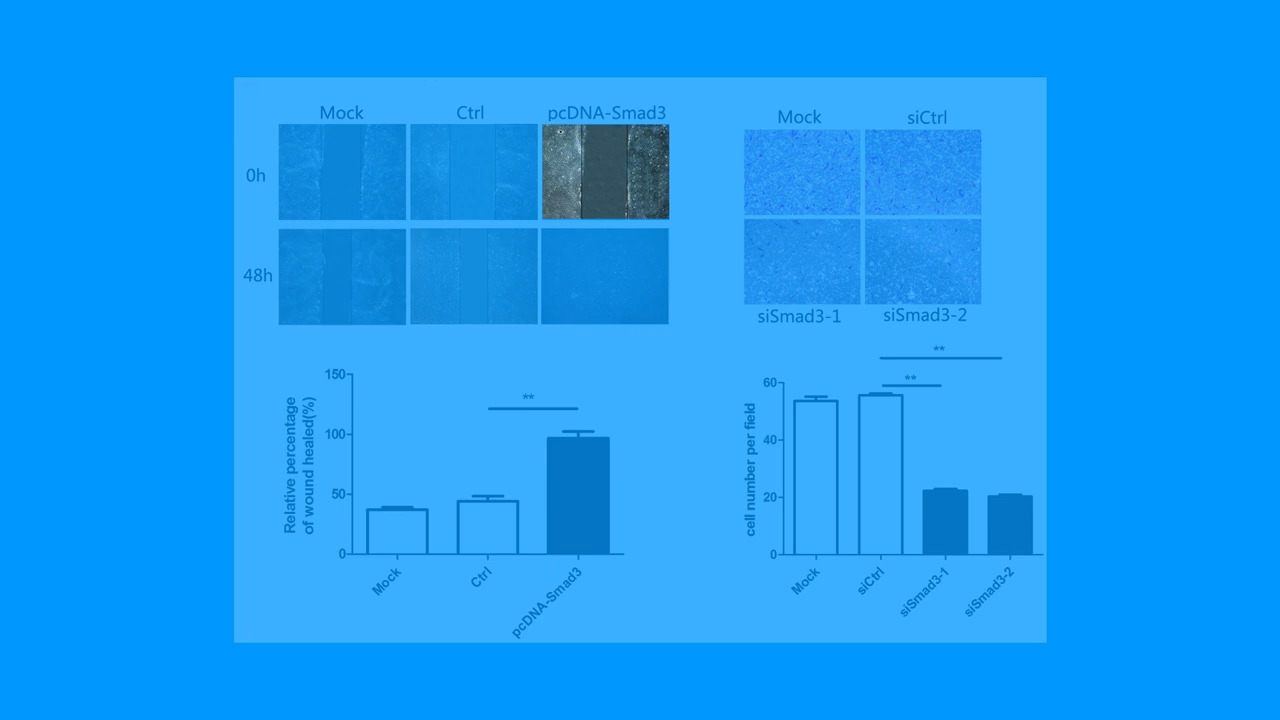 Mock Ctrl pcDNA-Smad3
0h
48h
Mock siCtrl
siSmad3-1 siSmad3-2
Relative percentage
of wound healed(%)
150
**
100
50
0
Mock Ctrl pcDNA-Smad3
cell number per field
**
**
60
40
20
0
Mock siCtrl siSmad3-1 siSmad3-2